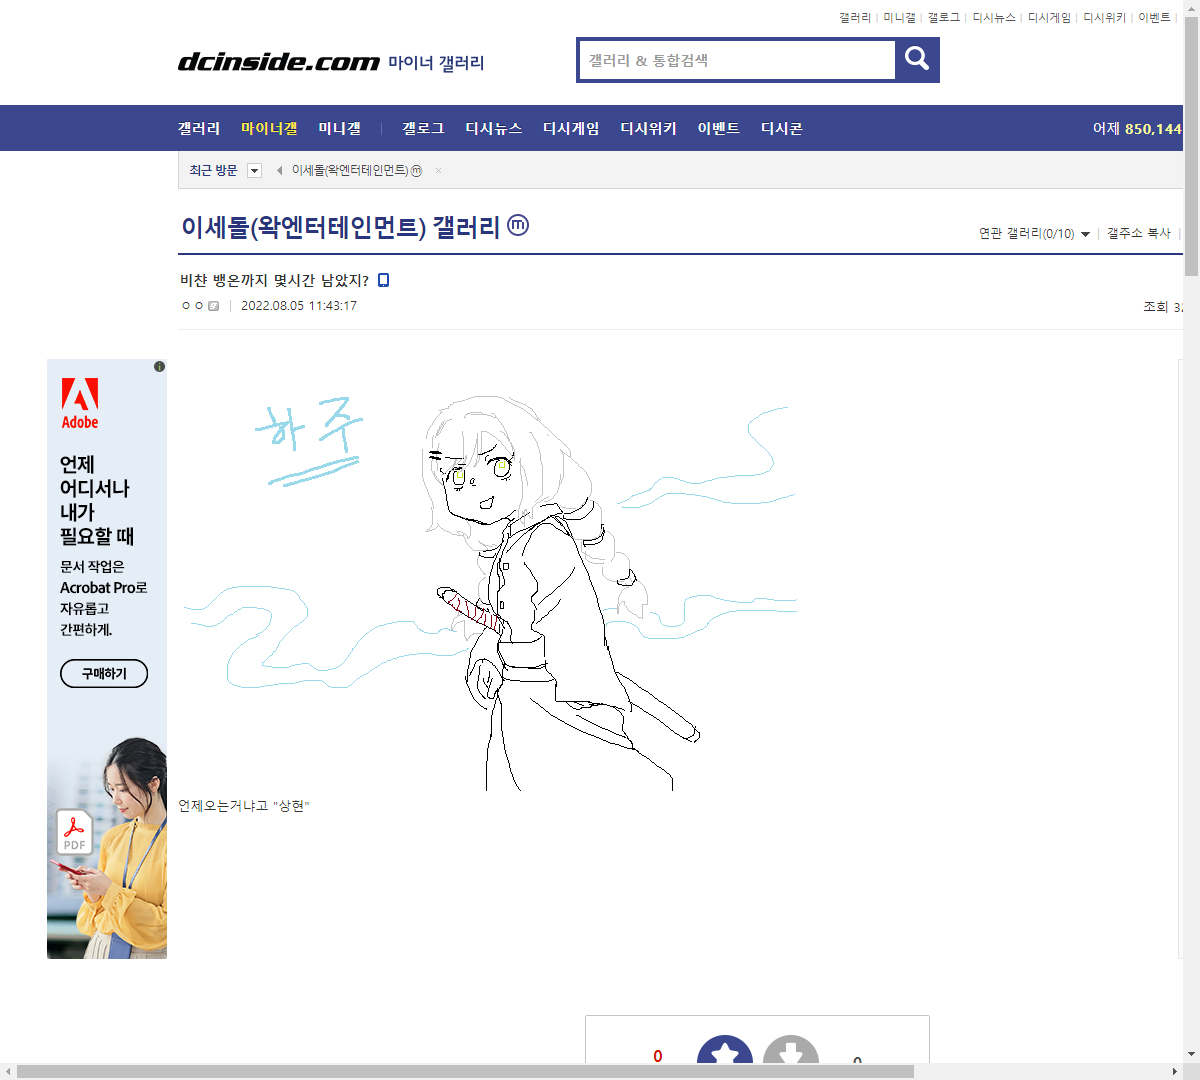 갤러리 미니갤 갤로그 디시뉴스 디시게임 디시위키 이벤트
dcinside.com 마이너 갤러리
갤러리 & 통합검색
갤러리 마이너갤 미니갤 갤로그 디시뉴스 디시게임 디시위키 이벤트 디시콘
어제 850,144
최근 방문 이세돌(왁엔터테인먼트) ⓜ ×
이세돌(왁엔터테인먼트) 갤러리 ⓜ
연관 갤러리(0/10) 갤주소 복사
비챤 뱅온까지 몇시간 남았지?
ㅇㅇ 2022.08.05 11:43:17
조회 32
Adobe
언제
어디서나
내가
필요할 때
문서 작업은
Acrobat Pro로
자유롭고
간편하게.
구매하기
PDF
하주
언제오는거냐고 "상현"
0
0